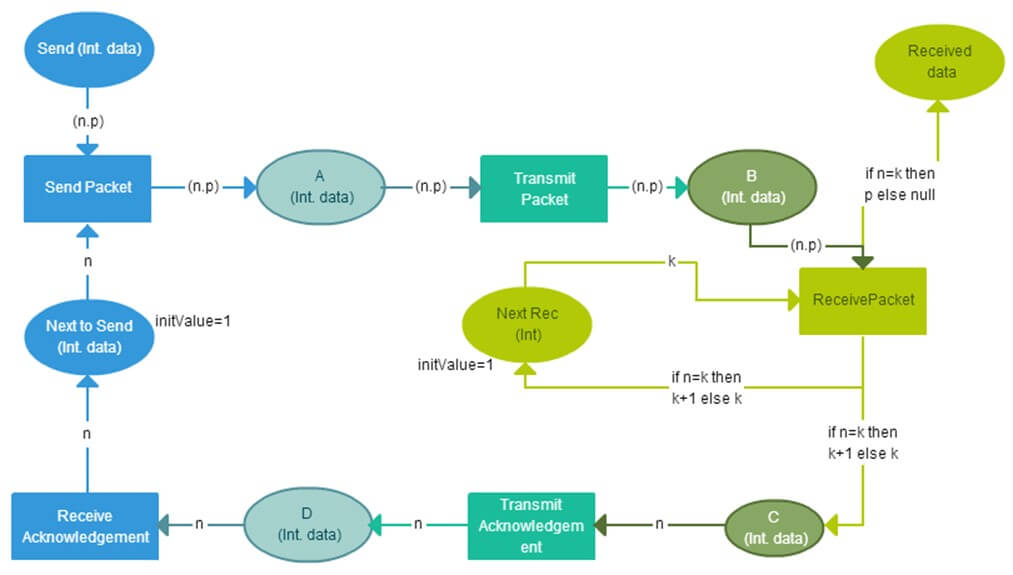 Send (Int. data)
Received
data
(n.p)
if n=k then
p else null
Send Packet
(n.p)
A
(Int. data)
(n.p)
Transmit
Packet
(n.p)
B
(Int. data)
(n.p)
n
k
ReceivePacket
Next to Send
(Int. data)
initValue=1
Next Rec
(Int)
initValue=1
if n=k then
k+1 else k
n
if n=k then
k+1 else k
Receive
Acknowledgement
n
D
(Int. data)
n
Transmit
Acknowledgem
ent
n
C
(Int. data)